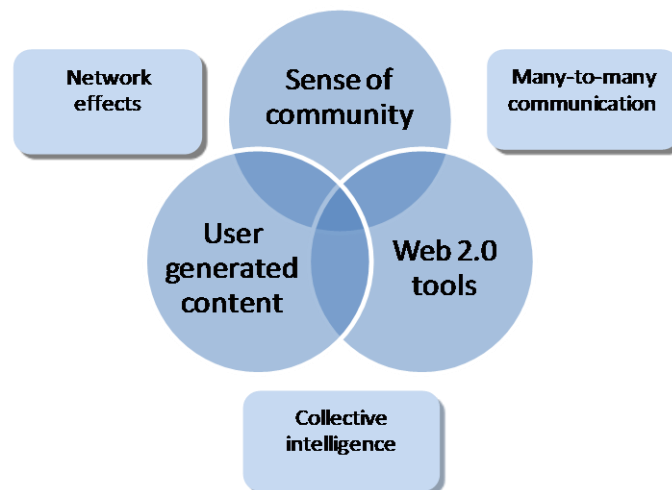 Network
effects
Sense of
community
Many-to-many
communication
User
generated
content
Web 2.0
tools
Collective
intelligence